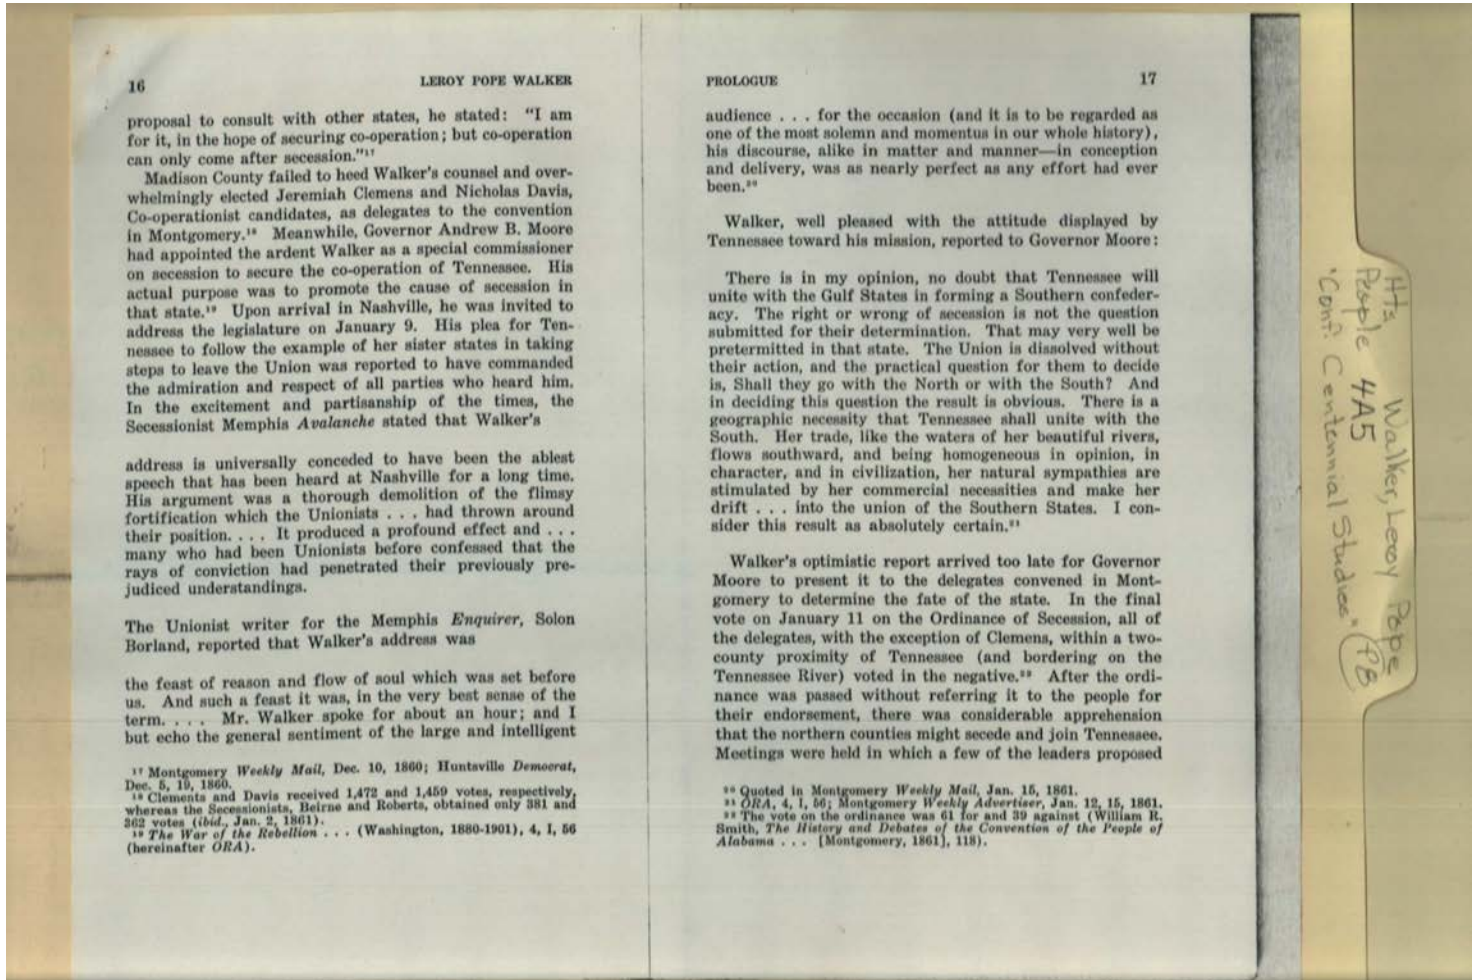 16 LEROY POPE WALKER
proposal to consult with other states, he stated: "I am
for it, in the hope of securing co-operation; but co-operation
can only come after secession."¹⁷
Madison County failed to heed Walker's counsel and over-
whelmingly elected Jeremiah Clemens and Nicholas Davis,
Co-operationist candidates, as delegates to the convention
in Montgomery.¹⁸ Meanwhile, Governor Andrew B. Moore
had appointed the ardent Walker as a special commissioner
on secession to secure the co-operation of Tennessee. His
actual purpose was to promote the cause of secession in
that state.¹⁹ Upon arrival in Nashville, he was invited to
address the legislature on January 9. His plea for Ten-
nessee to follow the example of her sister states in taking
steps to leave the Union was reported to have commanded
the admiration and respect of all parties who heard him.
In the excitement and partisanship of the times, the
Secessionist Memphis Avalanche stated that Walker's
address is universally conceded to have been the ablest
speech that has been heard at Nashville for a long time.
His argument was a thorough demolition of the flimsy
fortification which the Unionists . . . had thrown around
their position. . . . It produced a profound effect and . . .
many who had been Unionists before confessed that the
rays of conviction had penetrated their previously pre-
judiced understandings.
The Unionist writer for the Memphis Enquirer, Solon
Borland, reported that Walker's address was
the feast of reason and flow of soul which was set before
us. And such a feast it was, in the very best sense of the
term. . . . Mr. Walker spoke for about an hour; and I
but echo the general sentiment of the large and intelligent
¹⁷ Montgomery Weekly Mail, Dec. 10, 1860; Huntsville Democrat,
Dec. 5, 19, 1860.
¹⁸ Clements and Davis received 1,472 and 1,459 votes, respectively,
whereas the Secessionists, Beirne and Roberts, obtained only 381 and
362 votes (ibid., Jan. 2, 1861).
¹⁹ The War of the Rebellion . . . (Washington, 1880-1901), 4, I, 56
(hereinafter ORA).
PROLOGUE 17
audience . . . for the occasion (and it is to be regarded as
one of the most solemn and momentus in our whole history),
his discourse, alike in matter and manner—in conception
and delivery, was as nearly perfect as any effort had ever
been.²⁰
Walker, well pleased with the attitude displayed by
Tennessee toward his mission, reported to Governor Moore:
There is in my opinion, no doubt that Tennessee will
unite with the Gulf States in forming a Southern confeder-
acy. The right or wrong of secession is not the question
submitted for their determination. That may very well be
pretermitted in that state. The Union is dissolved without
their action, and the practical question for them to decide
is, Shall they go with the North or with the South? And
in deciding this question the result is obvious. There is a
geographic necessity that Tennessee shall unite with the
South. Her trade, like the waters of her beautiful rivers,
flows southward, and being homogeneous in opinion, in
character, and in civilization, her natural sympathies are
stimulated by her commercial necessities and make her
drift . . . into the union of the Southern States. I con-
sider this result as absolutely certain.²¹
Walker's optimistic report arrived too late for Governor
Moore to present it to the delegates convened in Mont-
gomery to determine the fate of the state. In the final
vote on January 11 on the Ordinance of Secession, all of
the delegates, with the exception of Clemens, within a two-
county proximity of Tennessee (and bordering on the
Tennessee River) voted in the negative.²² After the ordi-
nance was passed without referring it to the people for
their endorsement, there was considerable apprehension
that the northern counties might secede and join Tennessee.
Meetings were held in which a few of the leaders proposed
²⁰ Quoted in Montgomery Weekly Mail, Jan. 15, 1861.
²¹ ORA, 4, I, 56; Montgomery Weekly Advertiser, Jan. 12, 15, 1861.
²² The vote on the ordinance was 61 for and 39 against (William R.
Smith, The History and Debates of the Convention of the People of
Alabama . . . [Montgomery, 1861], 118).
Hts Walker, Leroy Pope
People 4A5
"Conf. Centennial Studies" P8